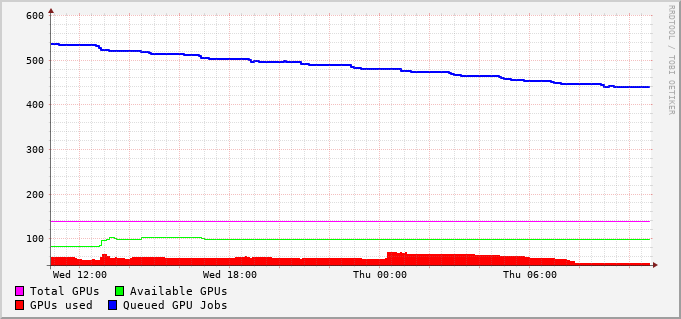 600
500
400
300
200
100
Wed 12:00 Wed 18:00 Thu 00:00 Thu 06:00
Total GPUs Available GPUs
GPUs used Queued GPU Jobs
RRDTOOL / TOBI OETIKER